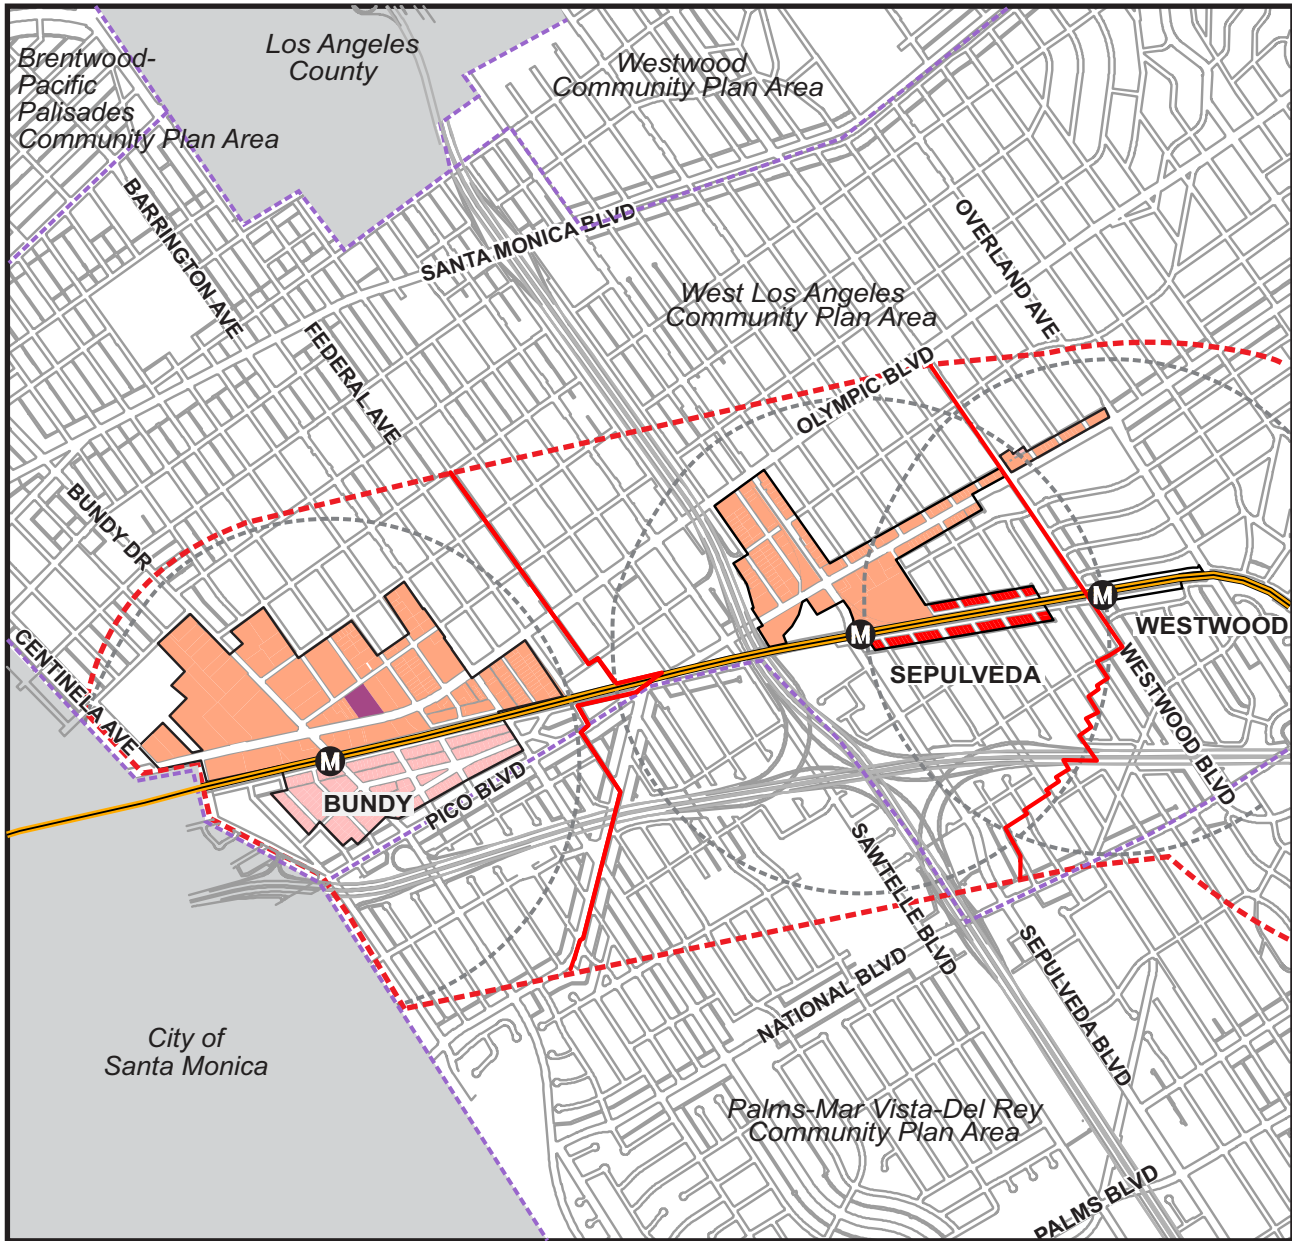 Los Angeles
County
Brentwood-
Pacific
Palisades
Community Plan Area
Westwood
Community Plan Area
BARRINGTON AVE
SANTA MONICA BLVD
OVERLAND AVE
West Los Angeles
Community Plan Area
FEDERAL AVE
OLYMPIC BLVD
BUNDY DR
CENTINELA AVE
M
WESTWOOD
M
SEPULVEDA
WESTWOOD BLVD
M
BUNDY
PICO BLVD
SAWTELLE BLVD
SEPULVEDA BLVD
NATIONAL BLVD
City of
Santa Monica
Palms-Mar Vista-Del Rey
Community Plan Area
PALMS BLVD